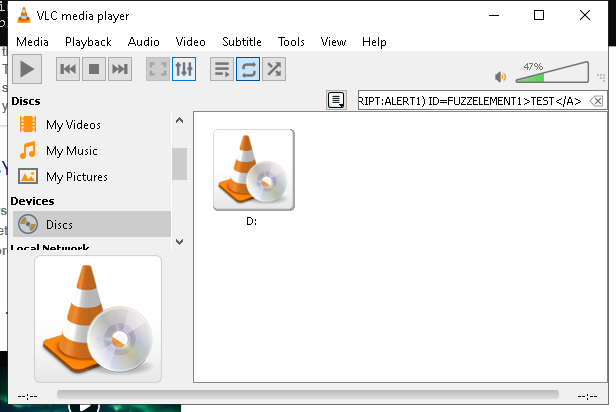 VLC media player
Media Playback Audio Video Subtitle Tools View Help
47%
Discs
RIPT:ALERT1) ID=FUZZELEMENT1>TEST</A>
My Videos
My Music
My Pictures
Devices
Discs
D:
Local Network
--:--
--:--